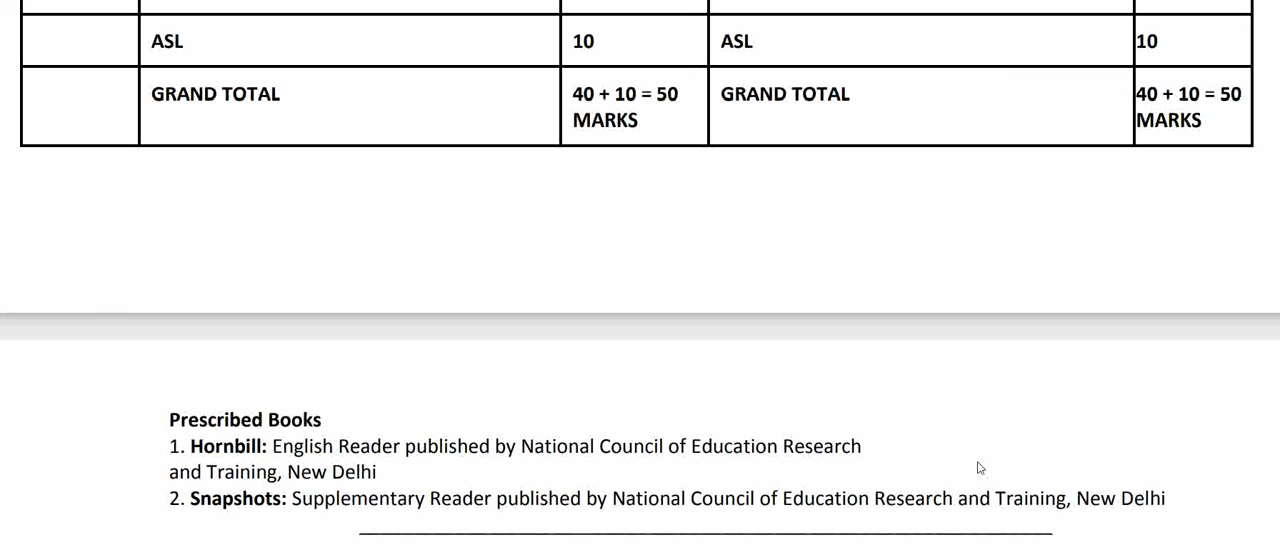 ASL 10 ASL 10
GRAND TOTAL 40 + 10 = 50 GRAND TOTAL 40 + 10 = 50
MARKS MARKS
Prescribed Books
1. Hornbill: English Reader published by National Council of Education Research
and Training, New Delhi
2. Snapshots: Supplementary Reader published by National Council of Education Research and Training, New Delhi